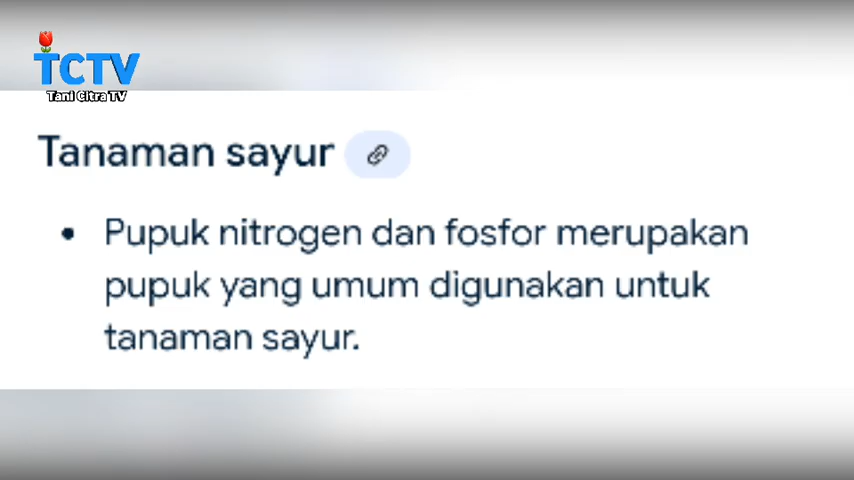 TCTV
Tani Citra TV
Tanaman sayur
• Pupuk nitrogen dan fosfor merupakan
pupuk yang umum digunakan untuk
tanaman sayur.